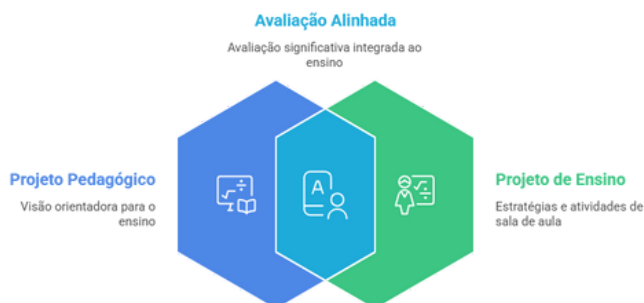 Avaliação Alinhada
Avaliação significativa integrada ao
ensino
Projeto Pedagógico
Visão orientadora para o
ensino
A
Projeto de Ensino
Estratégias e atividades de
sala de aula